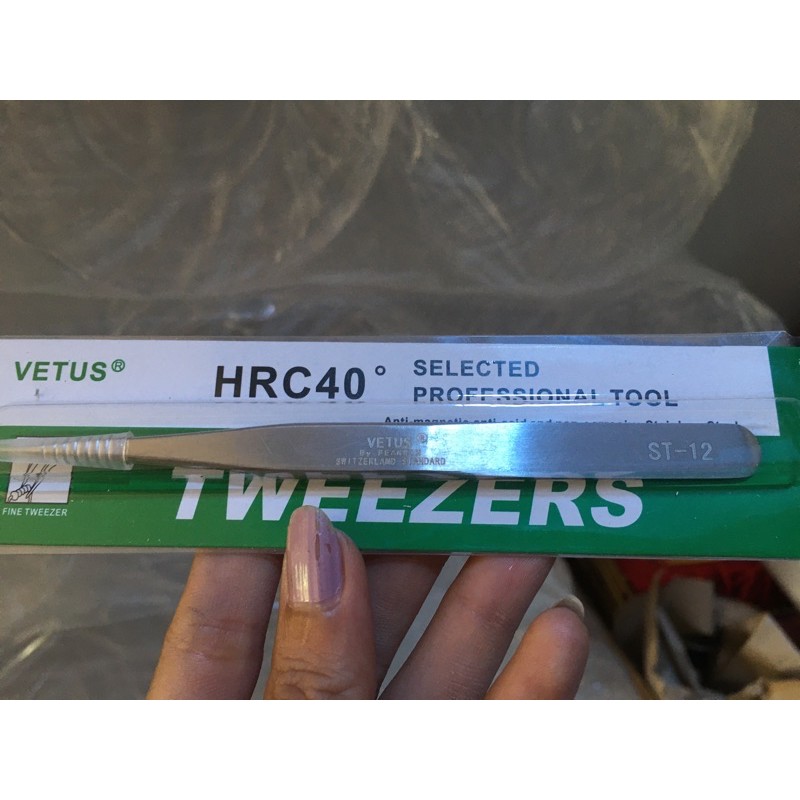 VETUS®
HRC40°
SELECTED
PROFESSIONAL TOOL
VETUS®
SWITZERLAND STANDARD
ST-12
TWEEZERS
FINE TWEEZER